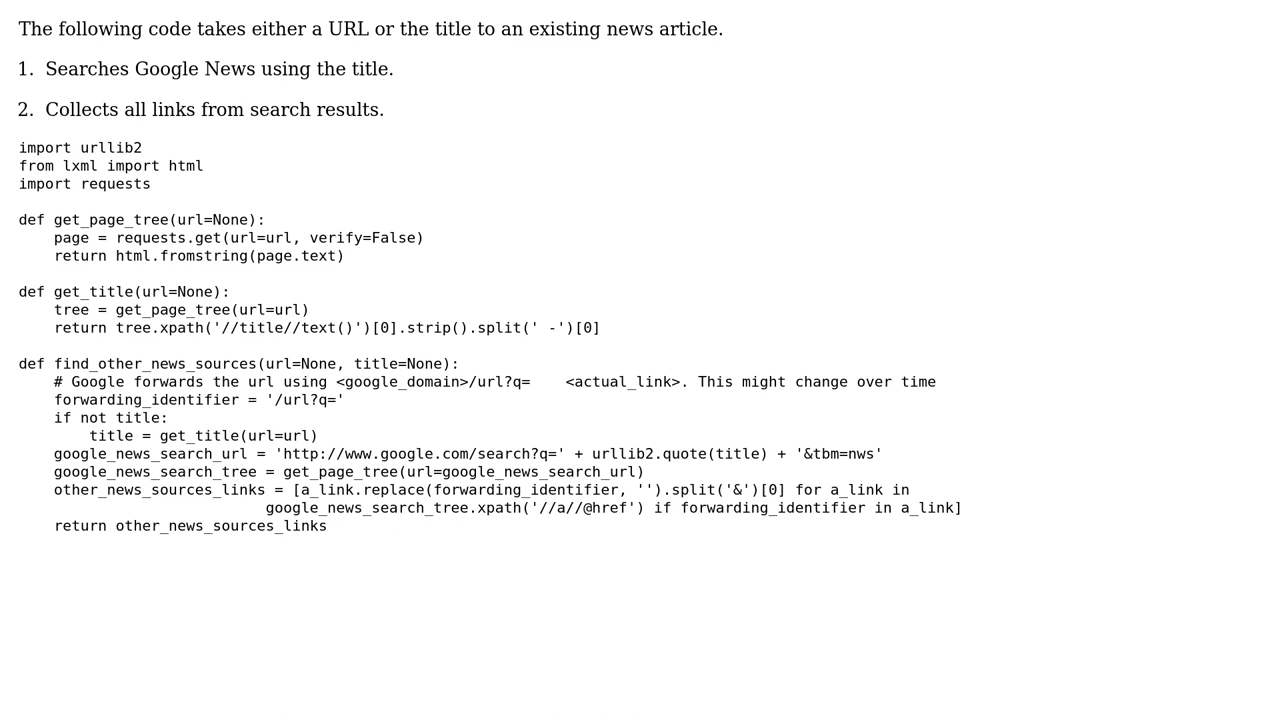 The following code takes either a URL or the title to an existing news article.
1. Searches Google News using the title.
2. Collects all links from search results.
import urllib2
from lxml import html
import requests

def get_page_tree(url=None):
    page = requests.get(url=url, verify=False)
    return html.fromstring(page.text)

def get_title(url=None):
    tree = get_page_tree(url=url)
    return tree.xpath('//title//text()')[0].strip().split(' -')[0]

def find_other_news_sources(url=None, title=None):
    # Google forwards the url using <google_domain>/url?q=    <actual_link>. This might change over time
    forwarding_identifier = '/url?q='
    if not title:
        title = get_title(url=url)
    google_news_search_url = 'http://www.google.com/search?q=' + urllib2.quote(title) + '&tbm=nws'
    google_news_search_tree = get_page_tree(url=google_news_search_url)
    other_news_sources_links = [a_link.replace(forwarding_identifier, '').split('&')[0] for a_link in
                            google_news_search_tree.xpath('//a//@href') if forwarding_identifier in a_link]
    return other_news_sources_links